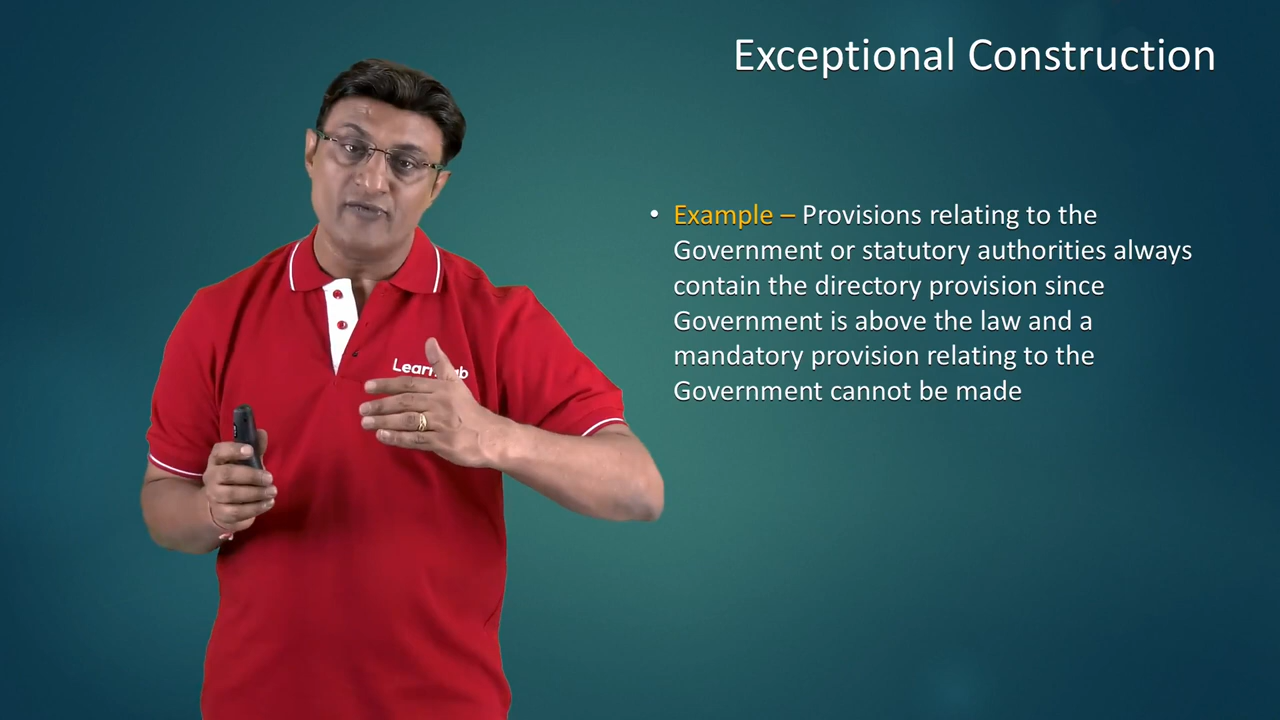 Exceptional Construction
• Example – Provisions relating to the
Government or statutory authorities always
contain the directory provision since
Government is above the law and a
mandatory provision relating to the
Government cannot be made